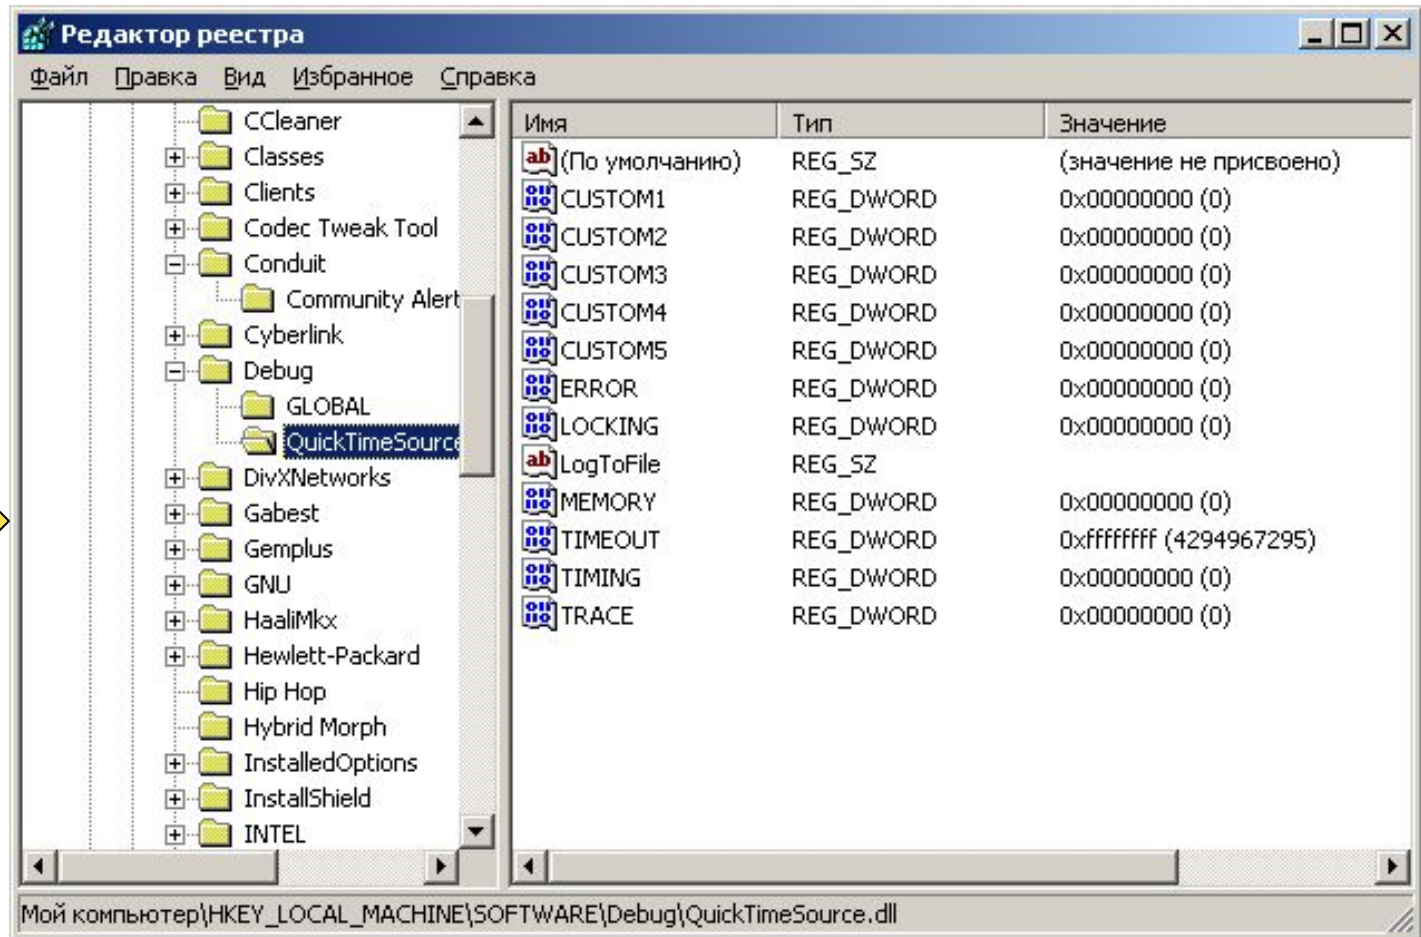 Редактор реестра
Файл Правка Вид Избранное Справка
CCleaner
Classes
Clients
Codec Tweak Tool
Conduit
Community Alert
Cyberlink
Debug
GLOBAL
QuickTimeSource
DivXNetworks
Gabest
Gemplus
GNU
HaaliMkx
Hewlett-Packard
Hip Hop
Hybrid Morph
InstalledOptions
InstallShield
INTEL
Имя Тип Значение
(По умолчанию) REG_SZ (значение не присвоено)
CUSTOM1 REG_DWORD 0x00000000 (0)
CUSTOM2 REG_DWORD 0x00000000 (0)
CUSTOM3 REG_DWORD 0x00000000 (0)
CUSTOM4 REG_DWORD 0x00000000 (0)
CUSTOM5 REG_DWORD 0x00000000 (0)
ERROR REG_DWORD 0x00000000 (0)
LOCKING REG_DWORD 0x00000000 (0)
LogToFile REG_SZ
MEMORY REG_DWORD 0x00000000 (0)
TIMEOUT REG_DWORD 0xffffffff (4294967295)
TIMING REG_DWORD 0x00000000 (0)
TRACE REG_DWORD 0x00000000 (0)
Мой компьютер\HKEY_LOCAL_MACHINE\SOFTWARE\Debug\QuickTimeSource.dll